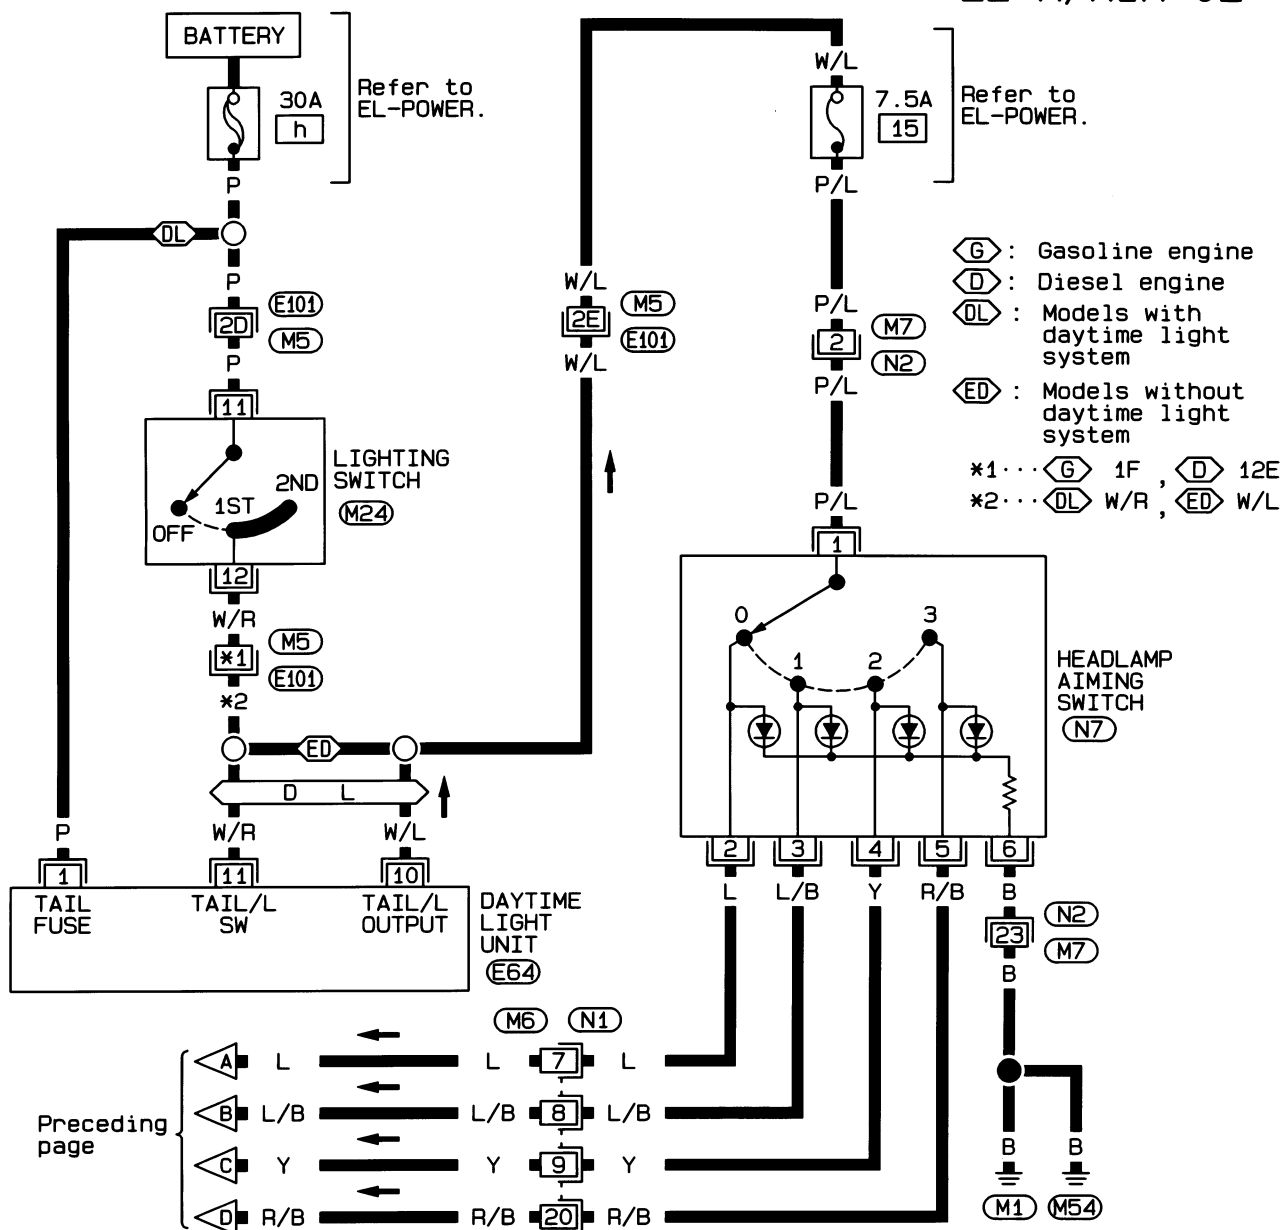 BATTERY
30A
h
Refer to
EL-POWER.
W/L
7.5A
15
Refer to
EL-POWER.
P
P/L
DL
P
E101
2D
M5
P
W/L
M5
2E
E101
W/L
P/L
M7
2
N2
P/L
G : Gasoline engine
D : Diesel engine
DL : Models with
daytime light
system
ED : Models without
daytime light
system
*1··· G 1F , D 12E
*2··· DL W/R , ED W/L
11
LIGHTING
SWITCH
M24
2ND
1ST
OFF
12
W/R
M5
*1
E101
*2
ED
D L
P
W/R
W/L
1
11
10
TAIL
FUSE
TAIL/L
SW
TAIL/L
OUTPUT
DAYTIME
LIGHT
UNIT
E64
P/L
1
0
3
1
2
HEADLAMP
AIMING
SWITCH
N7
2
3
4
5
6
L
L/B
Y
R/B
B
N2
23
M7
B
M6
N1
Preceding
page
A L L 7 L
B L/B L/B 8 L/B
C Y Y 9 Y
D R/B R/B 20 R/B
B
B
M1
M54